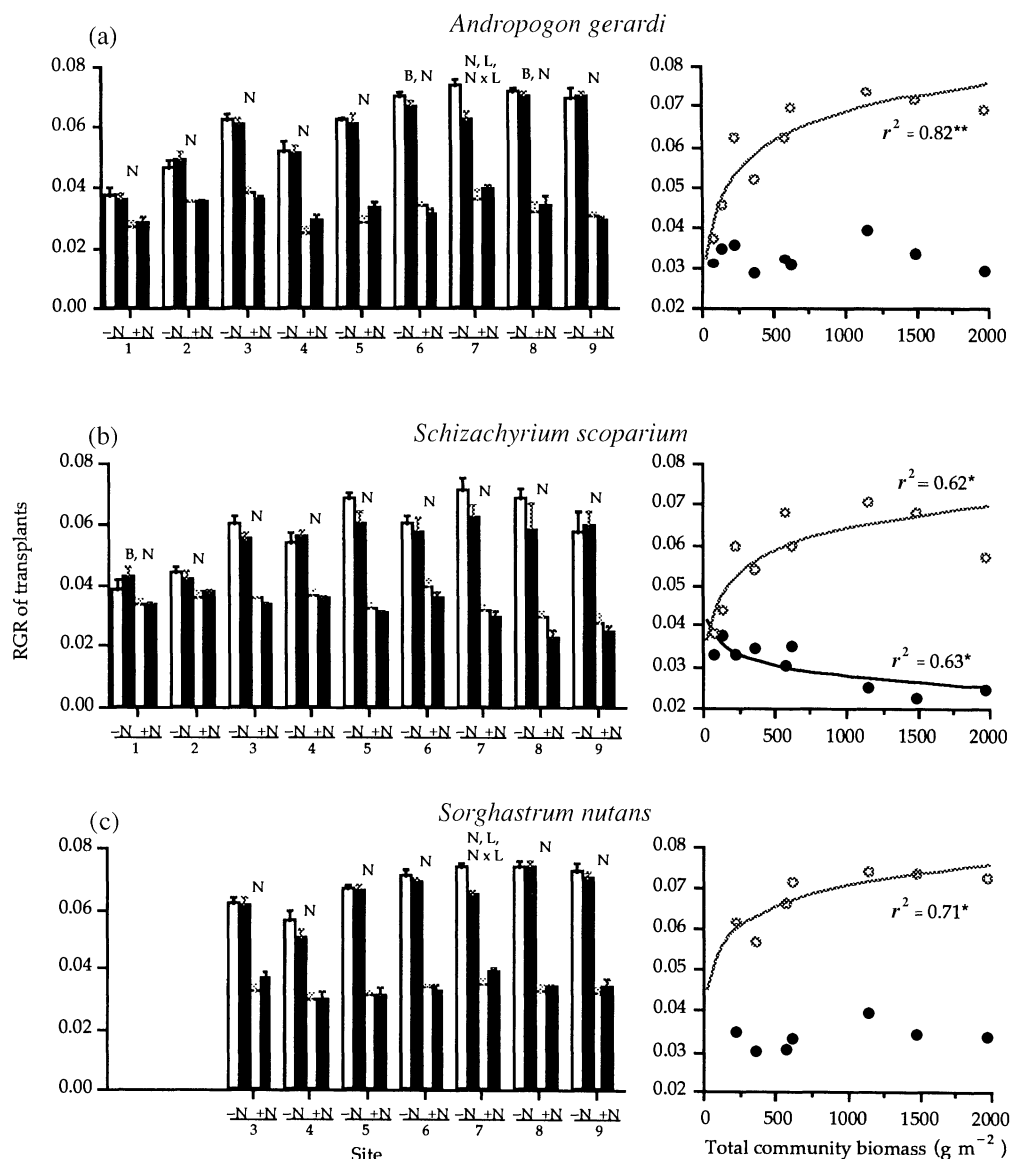 (a)
Andropogon gerardi
0.08
0.06
0.04
0.02
0.00
N
N
N
N
N
B, N
N, L,
N x L
B, N
N
–N +N –N +N –N +N –N +N –N +N –N +N –N +N –N +N –N +N
1 2 3 4 5 6 7 8 9
0.08
0.07
0.06
0.05
0.04
0.03
0.02
r² = 0.82**
0 500 1000 1500 2000
(b)
Schizachyrium scoparium
RGR of transplants
0.08
0.06
0.04
0.02
0.00
B, N
N
N
N
N
N
N
N
N
–N +N –N +N –N +N –N +N –N +N –N +N –N +N –N +N –N +N
1 2 3 4 5 6 7 8 9
0.08
0.07
0.06
0.05
0.04
0.03
0.02
r² = 0.62*
r² = 0.63*
0 500 1000 1500 2000
(c)
Sorghastrum nutans
0.08
0.06
0.04
0.02
0.00
N
N
N
N
N, L,
N x L
N
N
–N +N –N +N –N +N –N +N –N +N –N +N –N +N
3 4 5 6 7 8 9
Site
0.08
0.07
0.06
0.05
0.04
0.03
0.02
r² = 0.71*
0 500 1000 1500 2000
Total community biomass (g m⁻²)